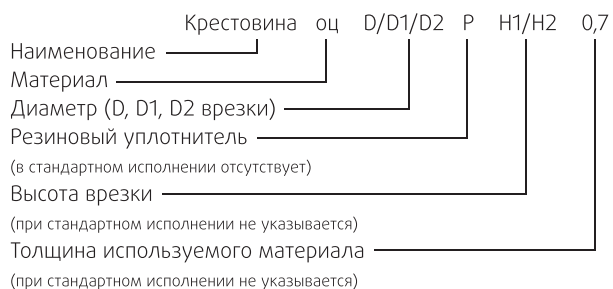 Крестовина оц D/D1/D2 Р Н1/Н2 0,7
Наименование
Материал
Диаметр (D, D1, D2 врезки)
Резиновый уплотнитель
(в стандартном исполнении отсутствует)
Высота врезки
(при стандартном исполнении не указывается)
Толщина используемого материала
(при стандартном исполнении не указывается)